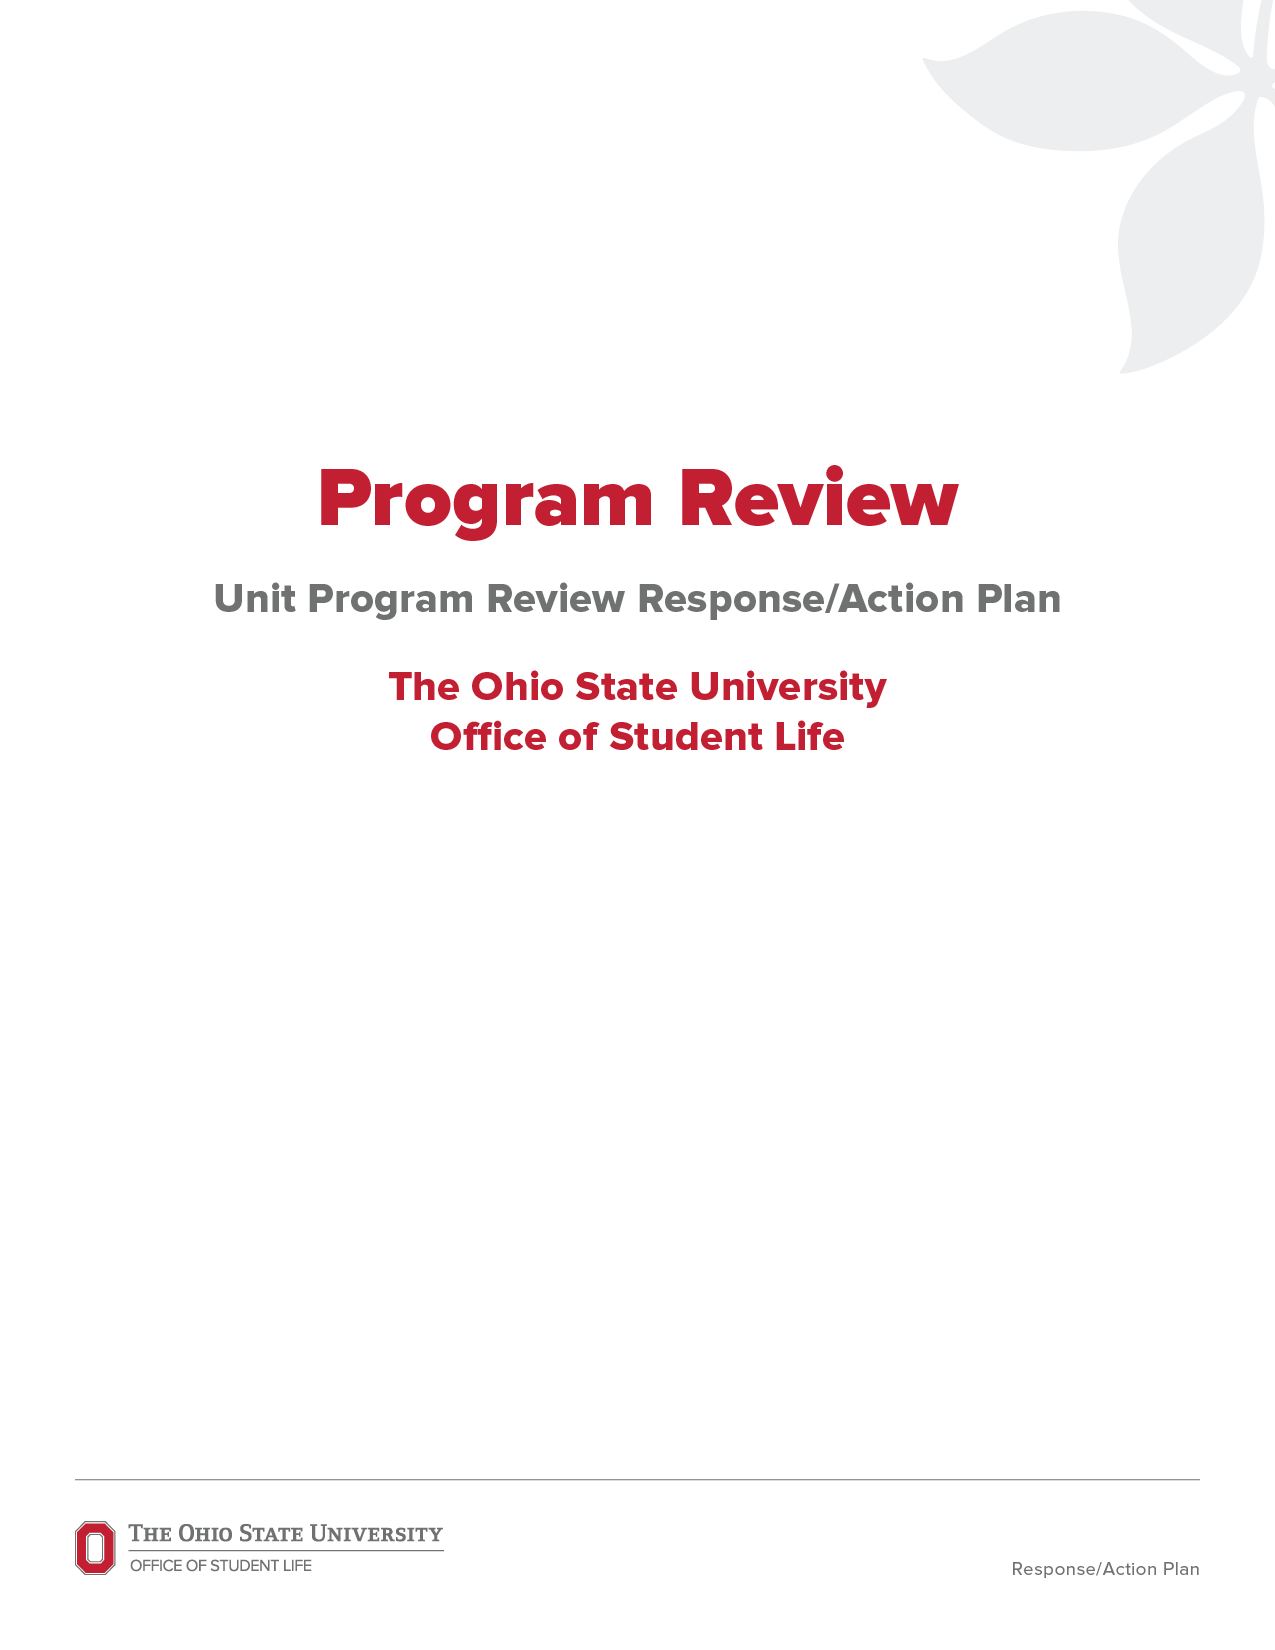 Program Review
Unit Program Review Response/Action Plan
The Ohio State University
Office of Student Life
The Ohio State University
OFFICE OF STUDENT LIFE
Response/Action Plan